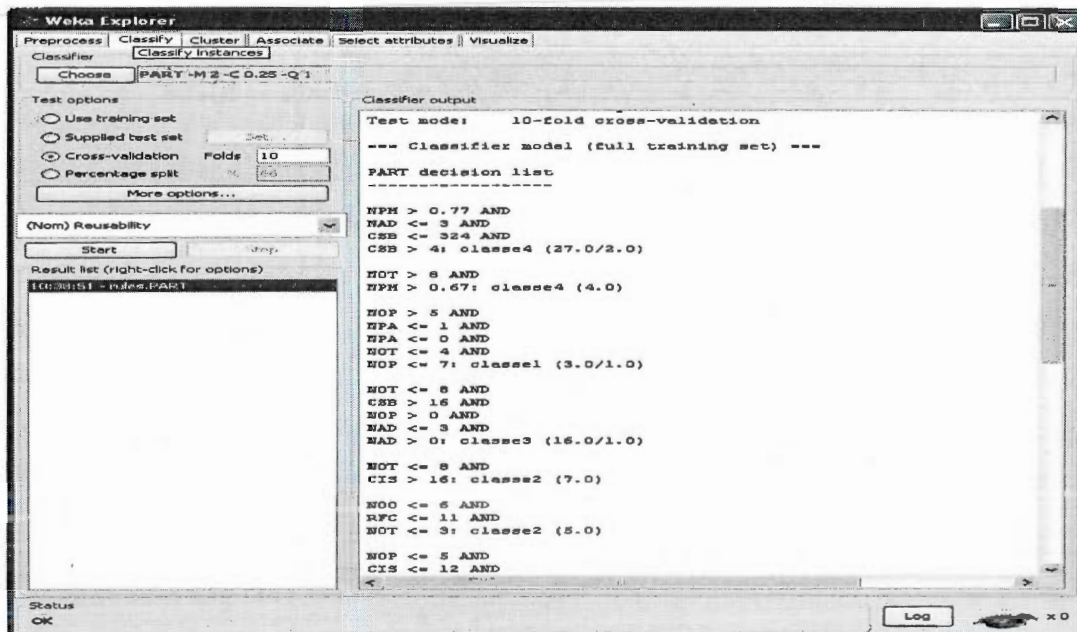 Weka Explorer
Preprocess Classify Cluster Associate Select attributes Visualize
Classify instances
Classifier
Choose PART -M 2 -C 0.25 -Q 1
Test options
Use training set
Supplied test set Set...
Cross-validation Folds 10
Percentage split % 66
More options...
(Nom) Reusability
Start Stop
Result list (right-click for options)
10:38:51 - rules.PART
Classifier output
Test mode: 10-fold cross-validation
=== Classifier model (full training set) ===
PART decision list
------------------
NPM > 0.77 AND
NAD <= 3 AND
CSB <= 324 AND
CSB > 4: classe4 (27.0/2.0)
NOT > 8 AND
NPM > 0.67: classe4 (4.0)
NOP > 5 AND
NPA <= 1 AND
NPA <= 0 AND
NOT <= 4 AND
NOP <= 7: classe1 (3.0/1.0)
NOT <= 8 AND
CSB > 16 AND
NOP > 0 AND
NAD <= 3 AND
NAD > 0: classe3 (16.0/1.0)
NOT <= 8 AND
CIS > 16: classe2 (7.0)
NOO <= 6 AND
RFC <= 11 AND
NOT <= 3: classe2 (5.0)
NOP <= 5 AND
CIS <= 12 AND
Status
OK
Log x 0